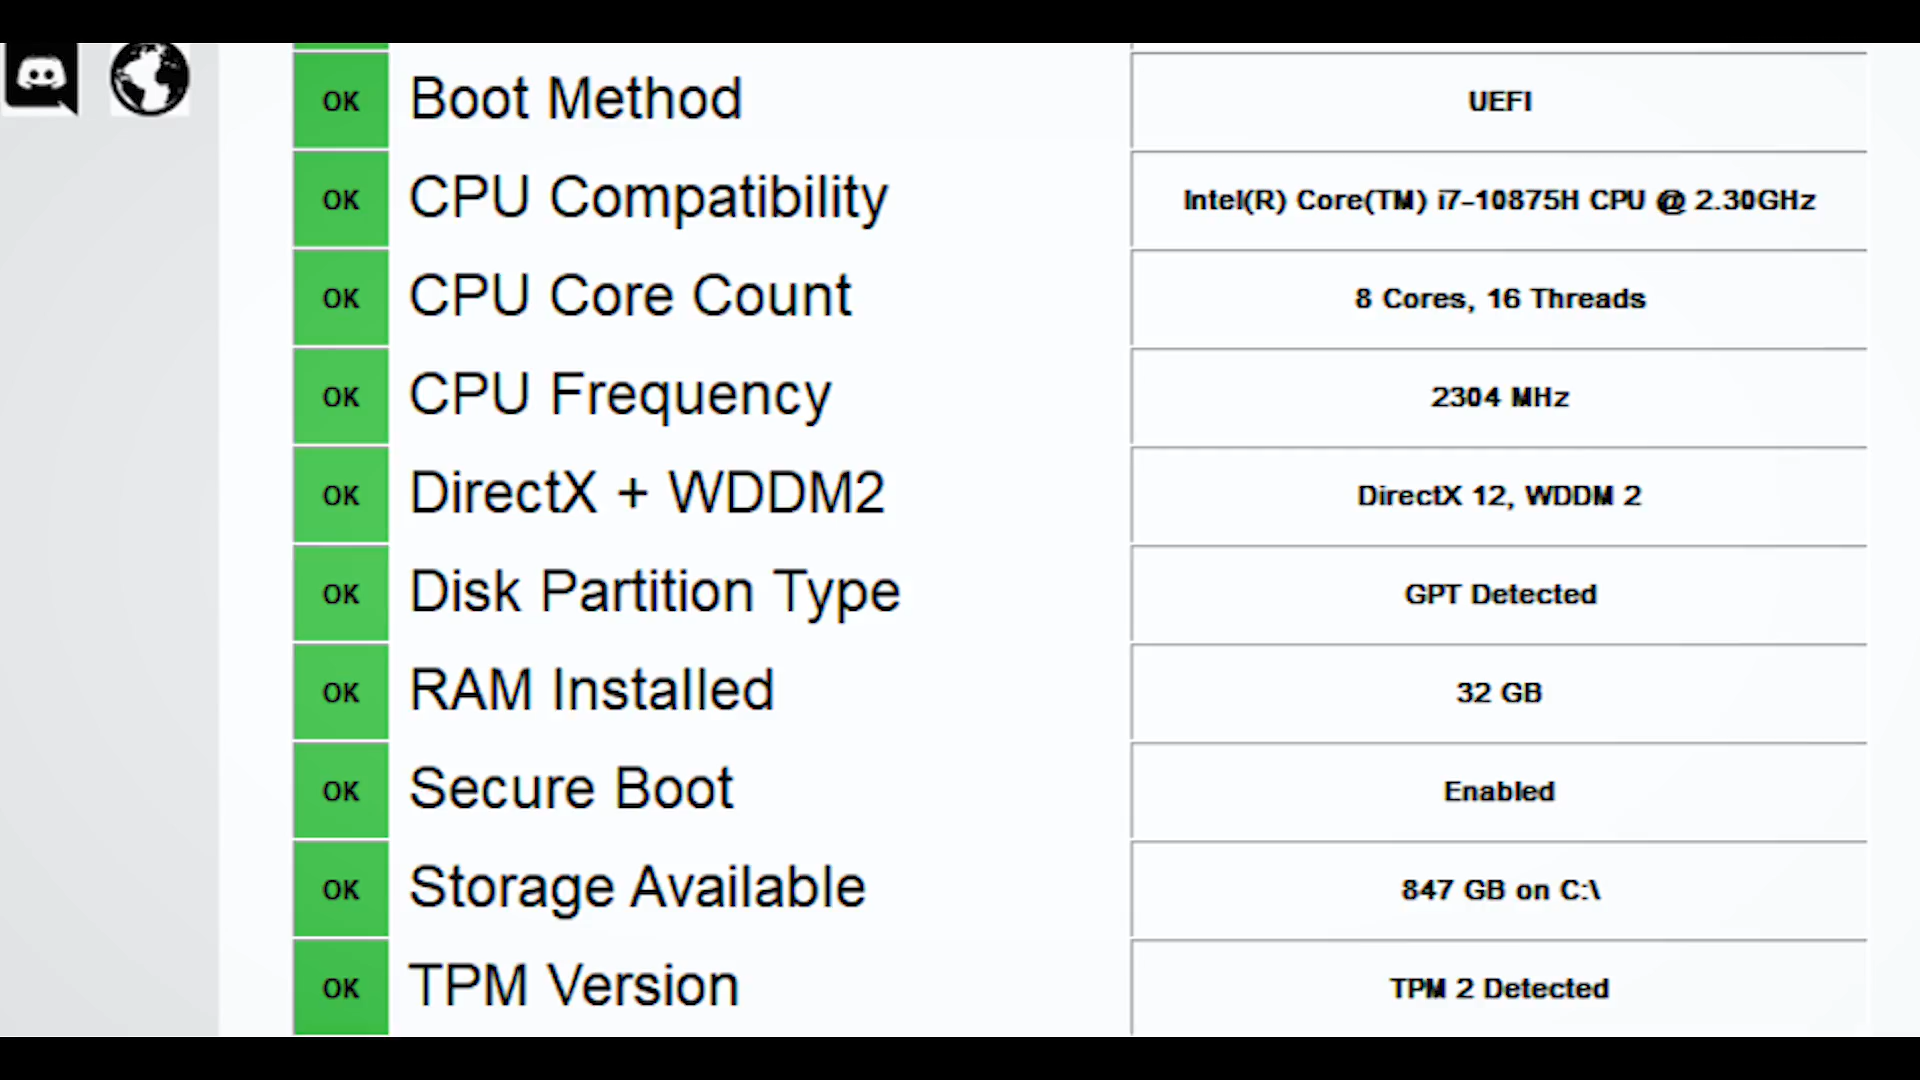 OK Boot Method UEFI
OK CPU Compatibility Intel(R) Core(TM) i7-10875H CPU @ 2.30GHz
OK CPU Core Count 8 Cores, 16 Threads
OK CPU Frequency 2304 MHz
OK DirectX + WDDM2 DirectX 12, WDDM 2
OK Disk Partition Type GPT Detected
OK RAM Installed 32 GB
OK Secure Boot Enabled
OK Storage Available 847 GB on C:\
OK TPM Version TPM 2 Detected